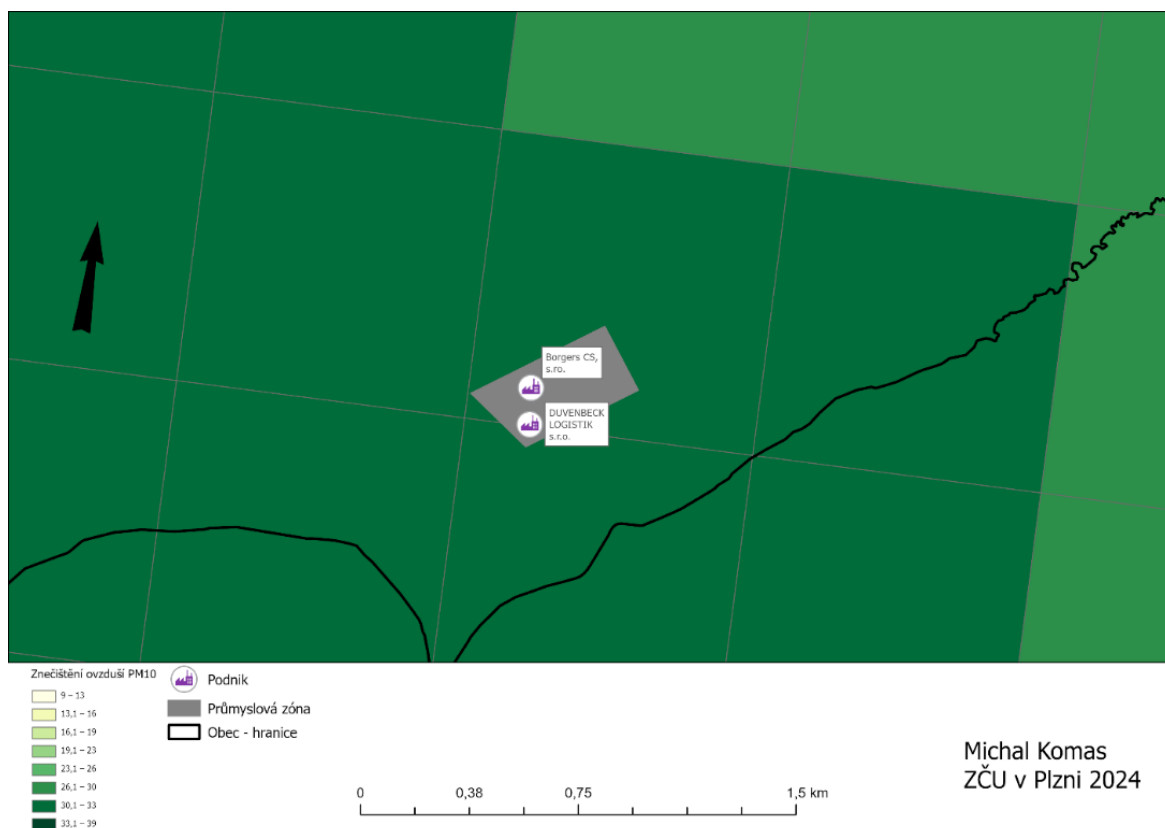 Borgers CS,
s.ro.
DUVENBECK
LOGISTIK
s.r.o.
Znečištění ovzduší PM10
9 – 13
13,1 – 16
16,1 – 19
19,1 – 23
23,1 – 26
26,1 – 30
30,1 – 33
33,1 – 39
Podnik
Průmyslová zóna
Obec - hranice
0 0,38 0,75 1,5 km
Michal Komas
ZČU v Plzni 2024